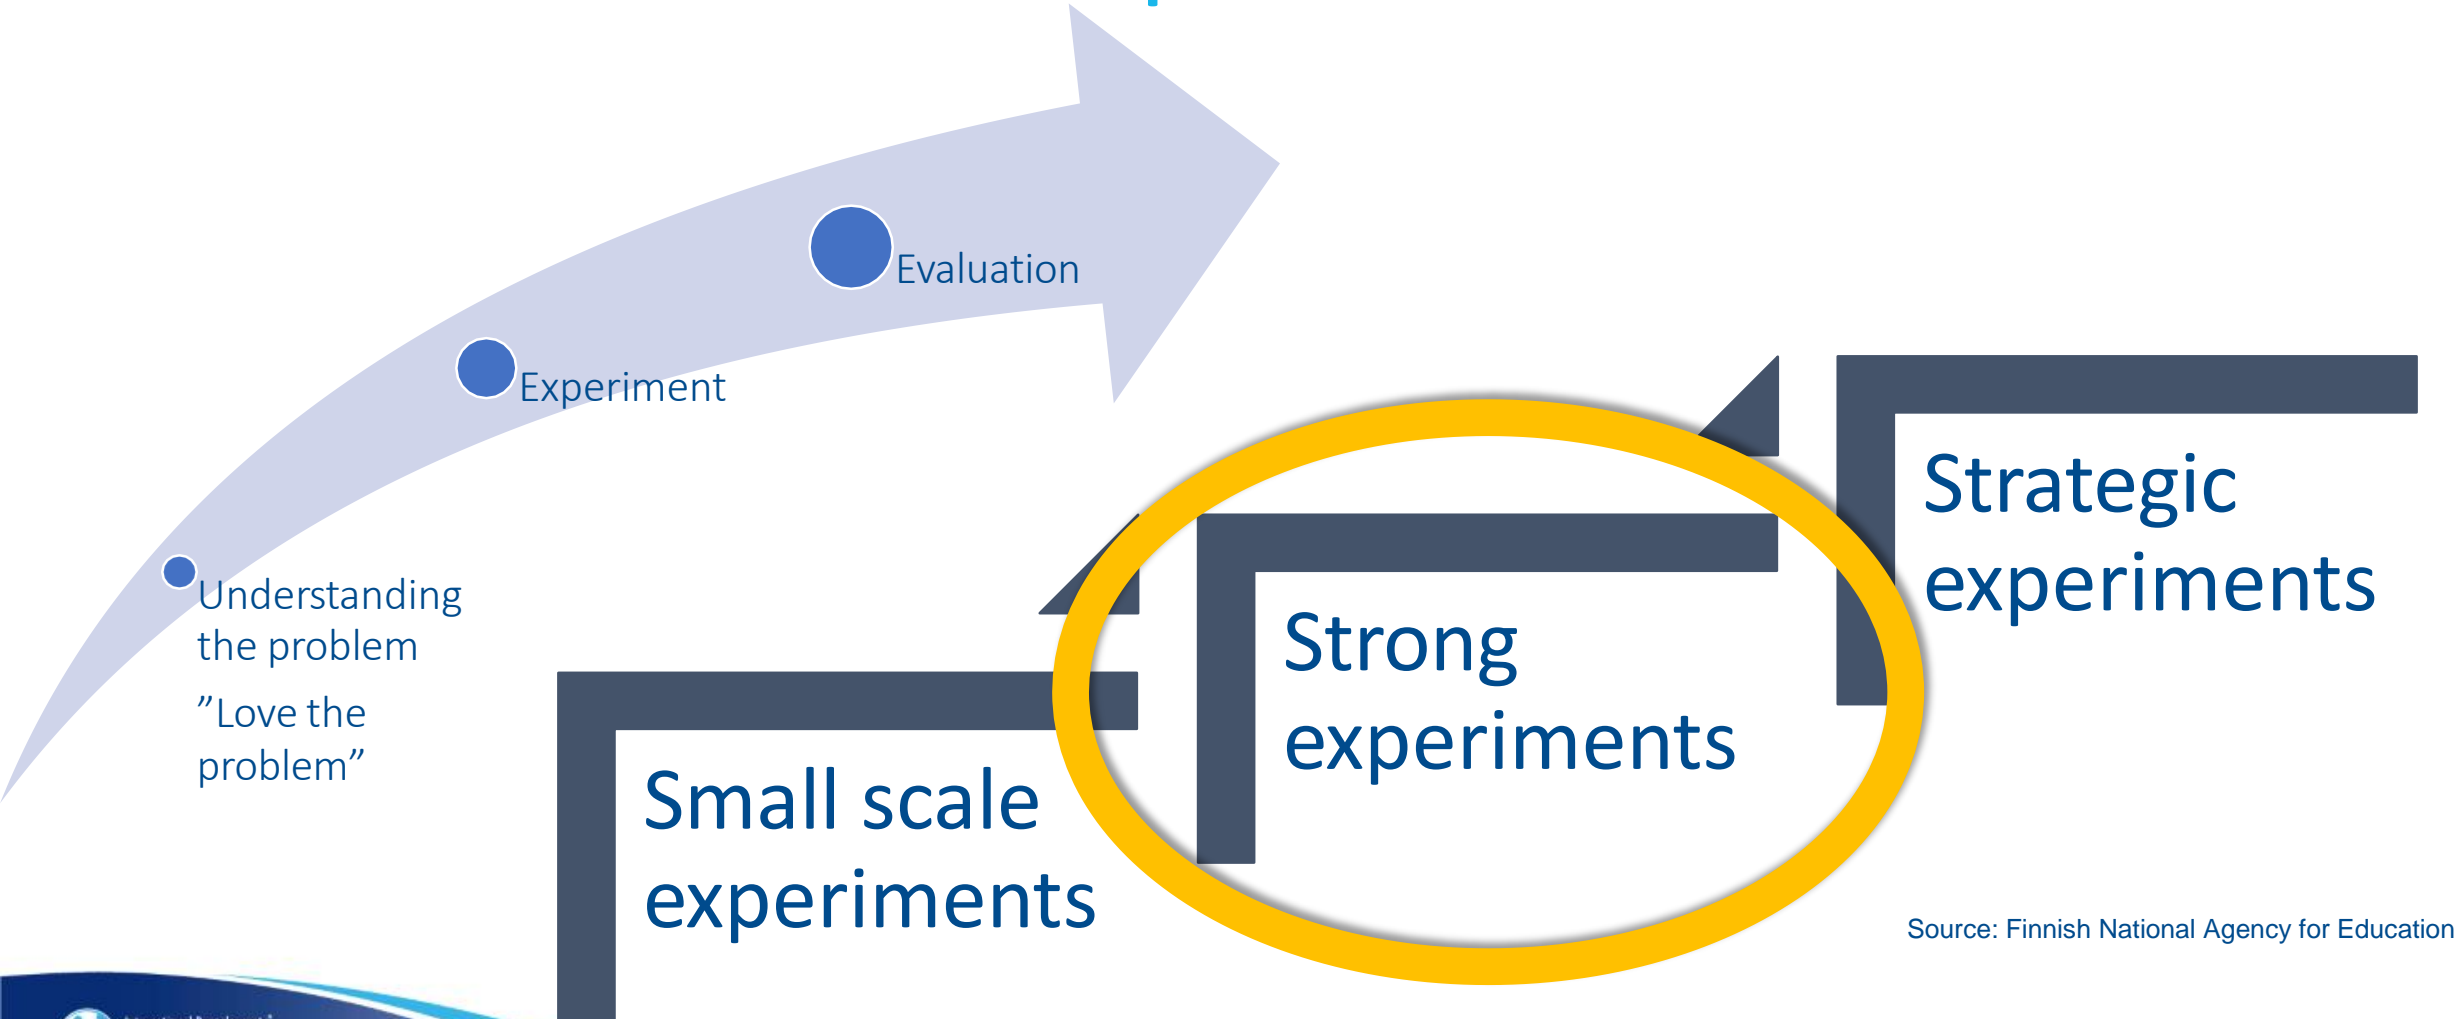 Evaluation
Experiment
Understanding
the problem
”Love the
problem”
Strategic
experiments
Strong
experiments
Small scale
experiments
Source: Finnish National Agency for Education